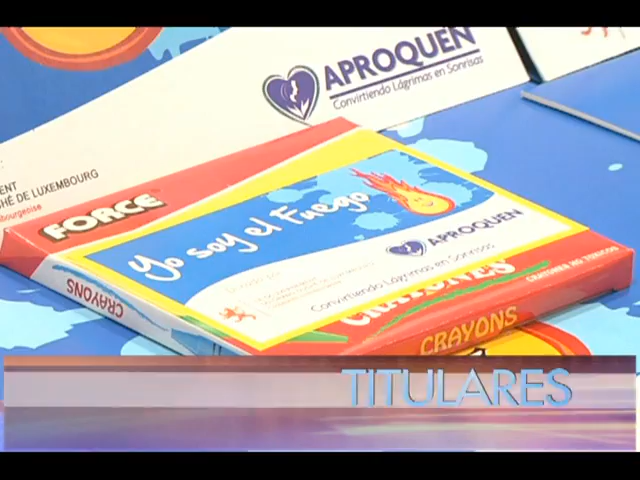 APROQUEN
Convirtiendo Lágrimas en Sonrisas
CHÉ DE LUXEMBOURG
FORCE
Yo soy el Fuego
APROQUEN
Convirtiendo Lágrimas en Sonrisas
CRAYONES
CRAYONS
CRAYONS
TITULARES